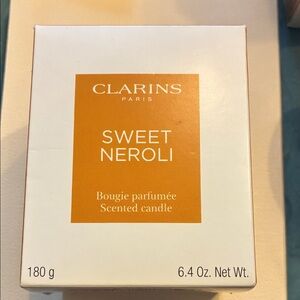 CLARINS
PARIS
SWEET
NEROLI
Bougie parfumée
Scented candle
180 g 6.4 Oz. Net Wt.